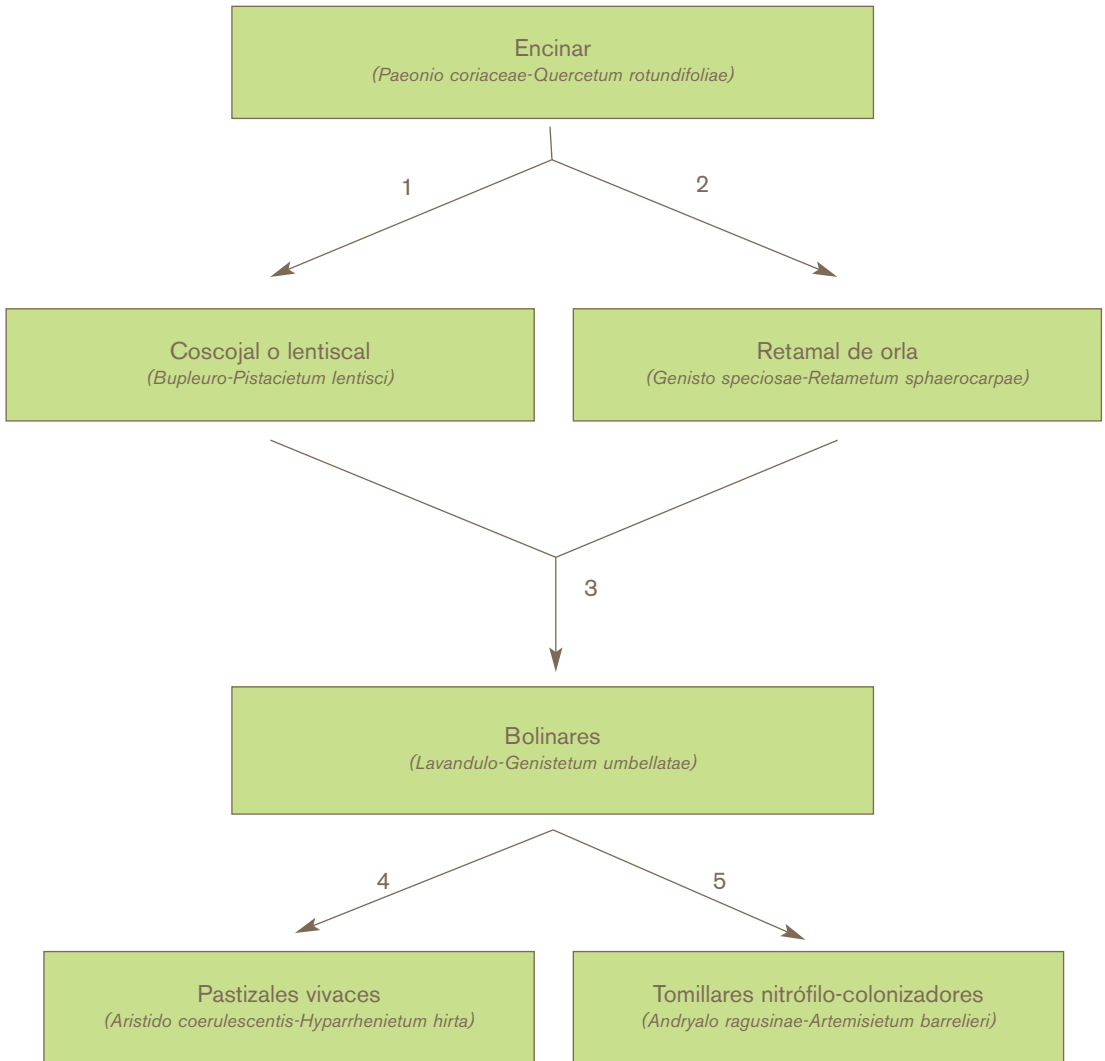 Encinar
(Paeonio coriaceae-Quercetum rotundifoliae)
1
2
Coscojal o lentiscal
(Bupleuro-Pistacietum lentisci)
Retamal de orla
(Genisto speciosae-Retametum sphaerocarpae)
3
Bolinares
(Lavandulo-Genistetum umbellatae)
4
5
Pastizales vivaces
(Aristido coerulescentis-Hyparrhenietum hirta)
Tomillares nitrófilo-colonizadores
(Andryalo ragusinae-Artemisietum barrelieri)